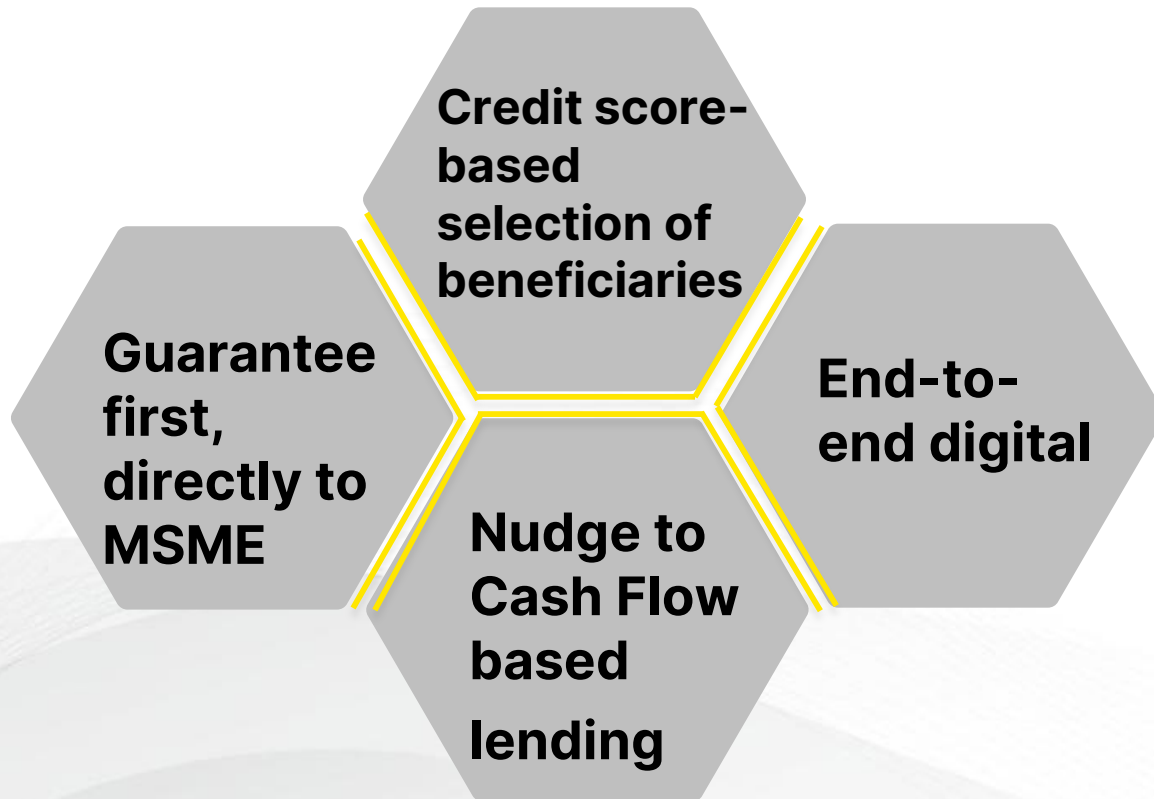 Credit score-
based
selection of
beneficiaries
Guarantee
first,
directly to
MSME
End-to-
end digital
Nudge to
Cash Flow
based
lending